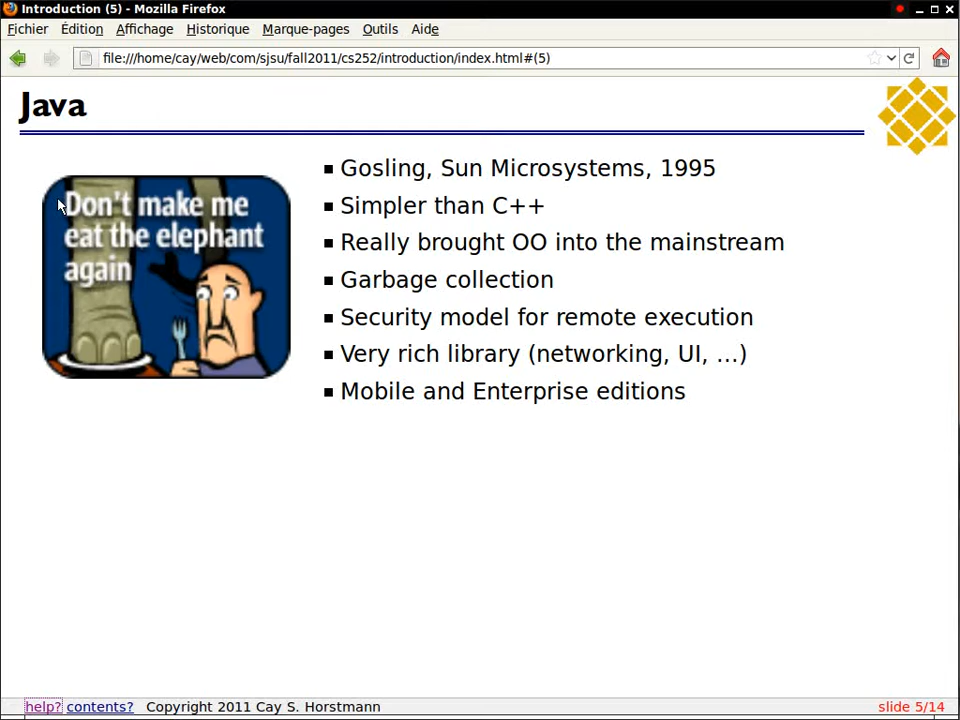 Introduction (5) - Mozilla Firefox
Fichier Édition Affichage Historique Marque-pages Outils Aide
file:///home/cay/web/com/sjsu/fall2011/cs252/introduction/index.html#(5)
Java
Don't make me
eat the elephant
again
Gosling, Sun Microsystems, 1995
Simpler than C++
Really brought OO into the mainstream
Garbage collection
Security model for remote execution
Very rich library (networking, UI, ...)
Mobile and Enterprise editions
help? contents? Copyright 2011 Cay S. Horstmann slide 5/14